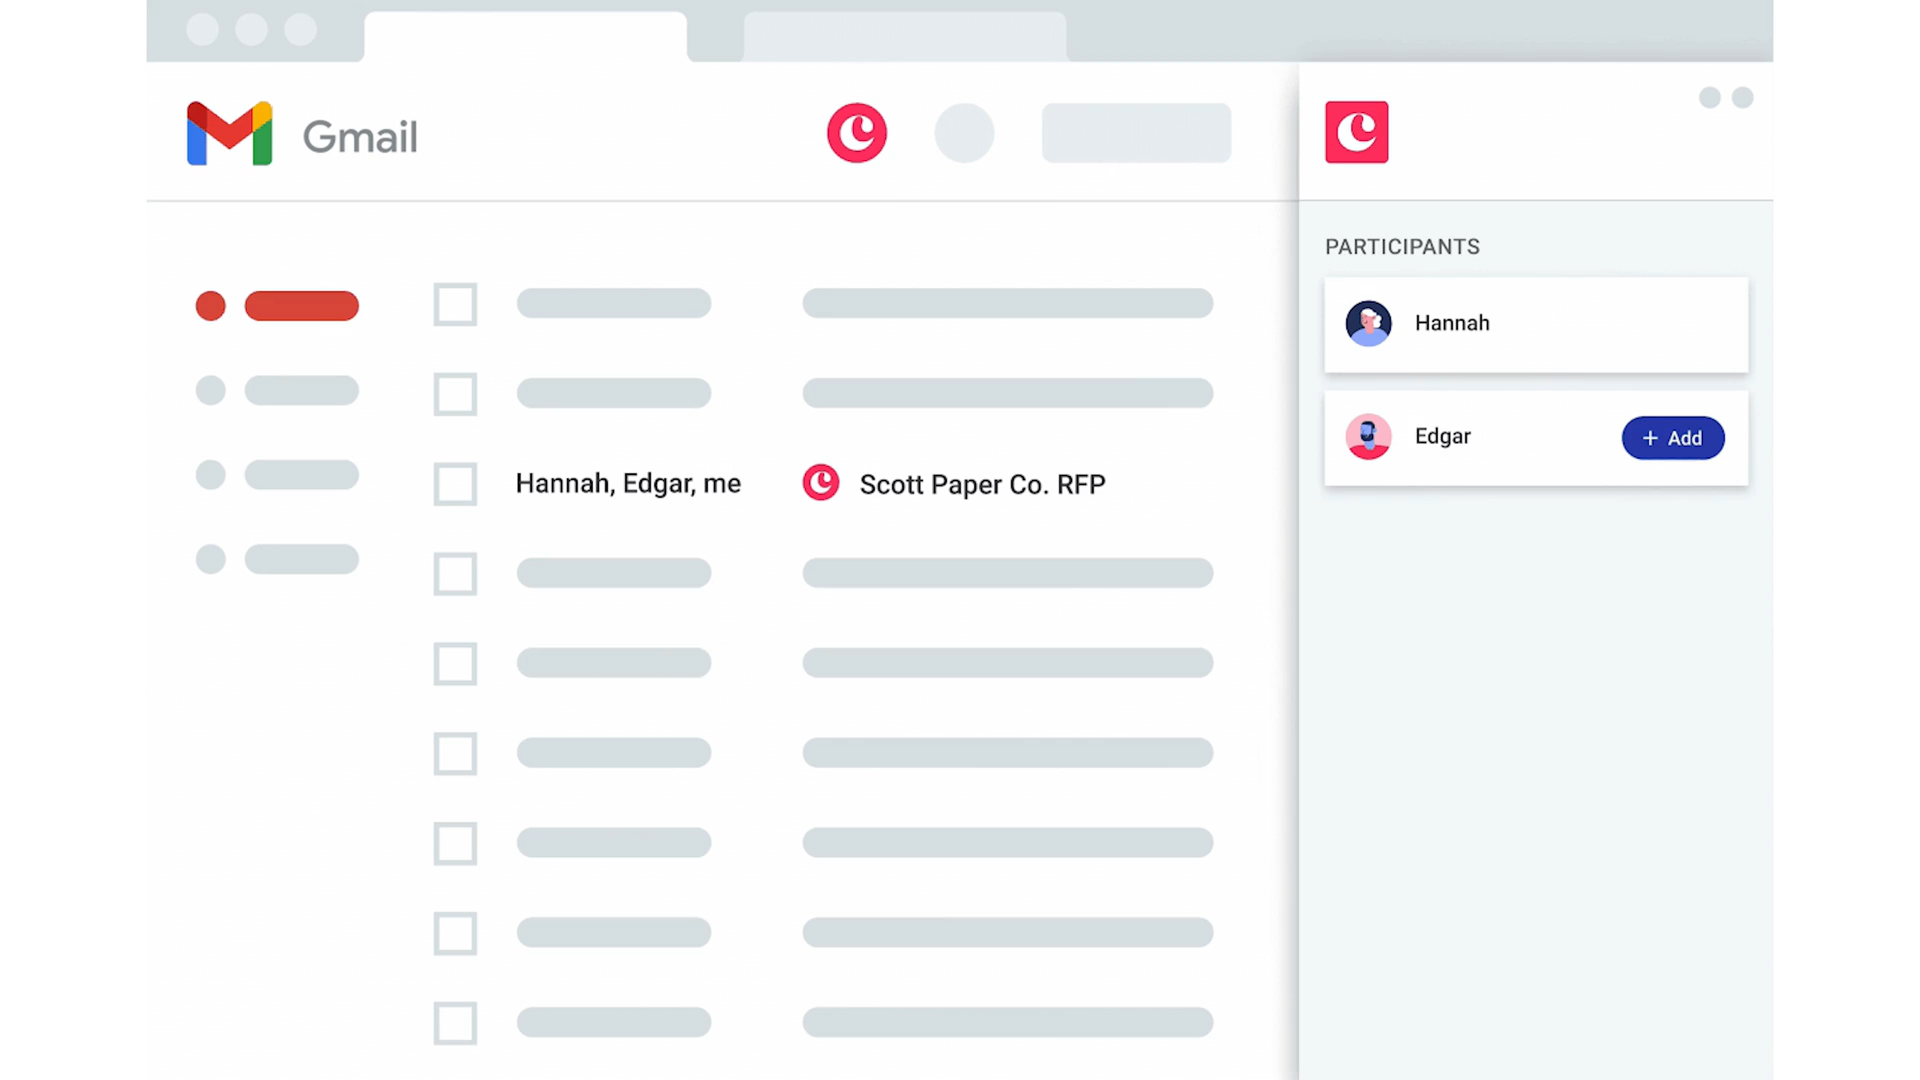 Gmail
Hannah, Edgar, me
Scott Paper Co. RFP
PARTICIPANTS
Hannah
Edgar
+ Add